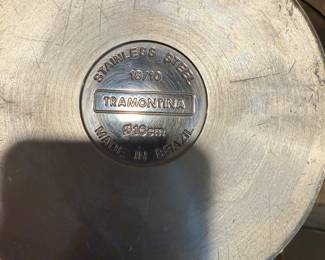 STAINLESS STEEL
18/10
TRAMONTINA
Ø16cm
MADE IN BRAZIL